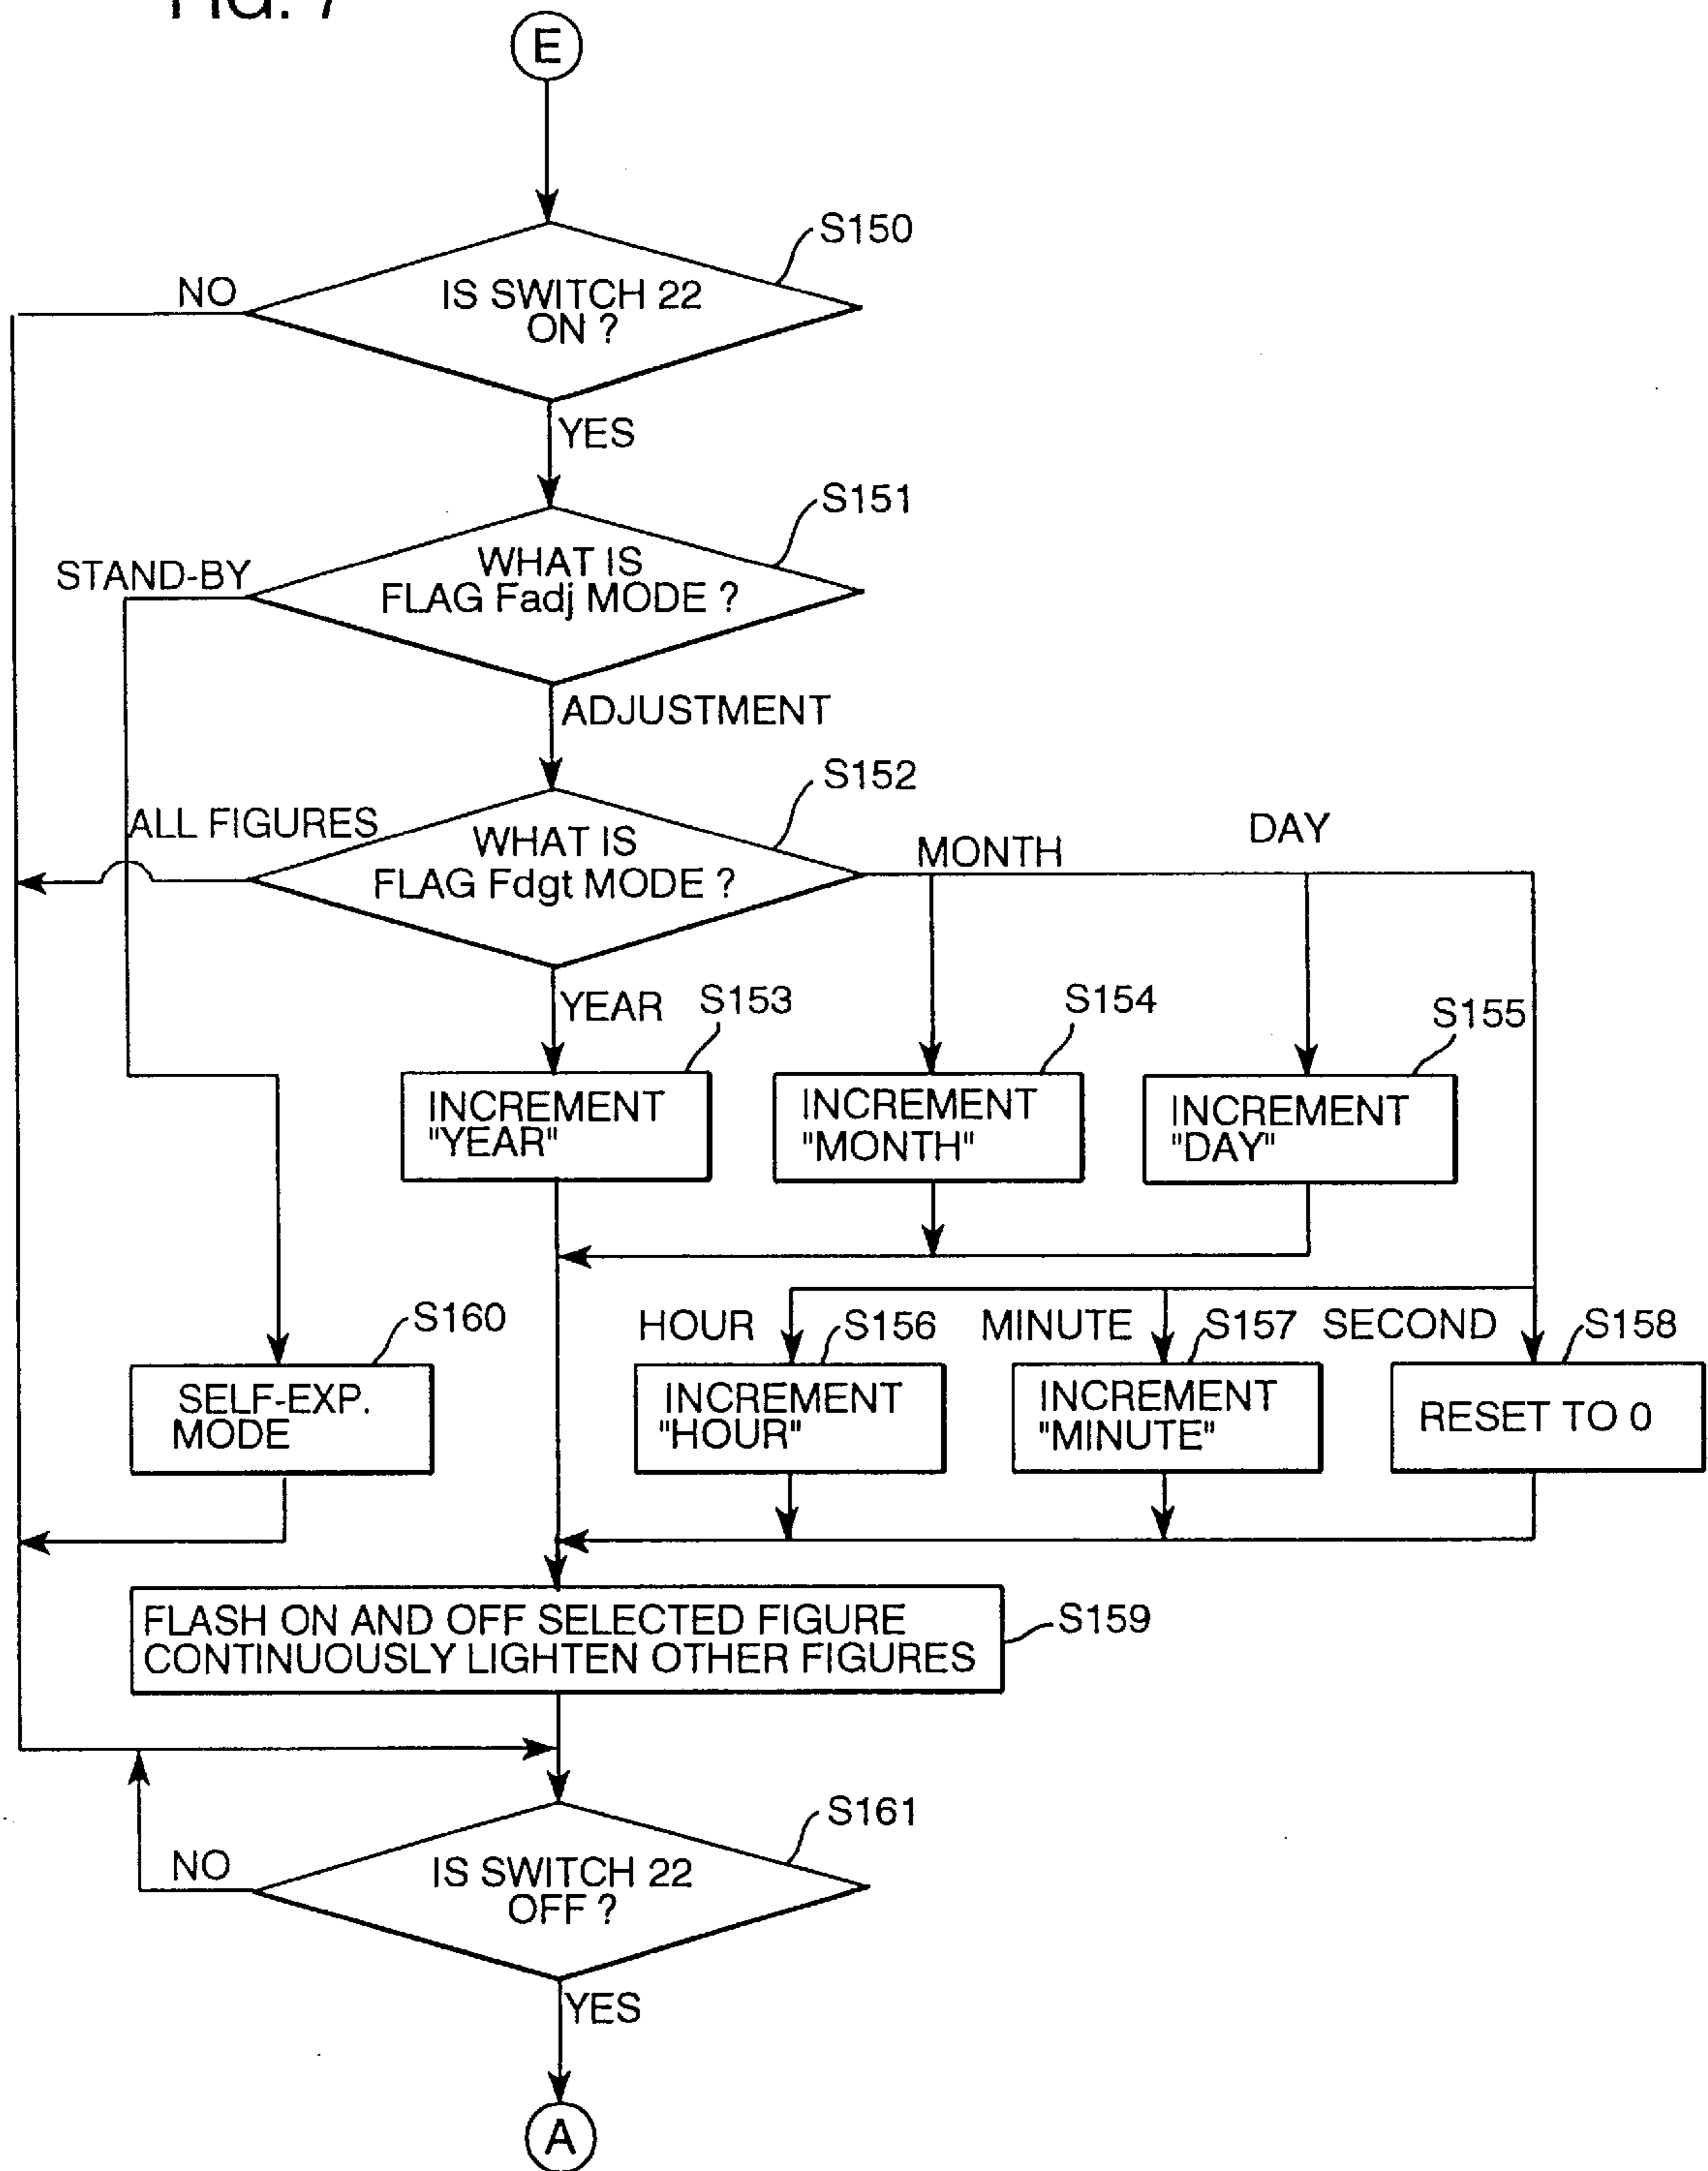 FIG. 7
E
S150
NO
IS SWITCH 22
ON ?
YES
S151
STAND-BY
WHAT IS
FLAG Fadj MODE ?
ADJUSTMENT
S152
ALL FIGURES
WHAT IS
FLAG Fdgt MODE ?
MONTH
DAY
YEAR
S153
S154
S155
INCREMENT
"YEAR"
INCREMENT
"MONTH"
INCREMENT
"DAY"
S160
HOUR
S156
MINUTE
S157
SECOND
S158
SELF-EXP.
MODE
INCREMENT
"HOUR"
INCREMENT
"MINUTE"
RESET TO 0
FLASH ON AND OFF SELECTED FIGURE
CONTINUOUSLY LIGHTEN OTHER FIGURES
S159
S161
NO
IS SWITCH 22
OFF ?
YES
A